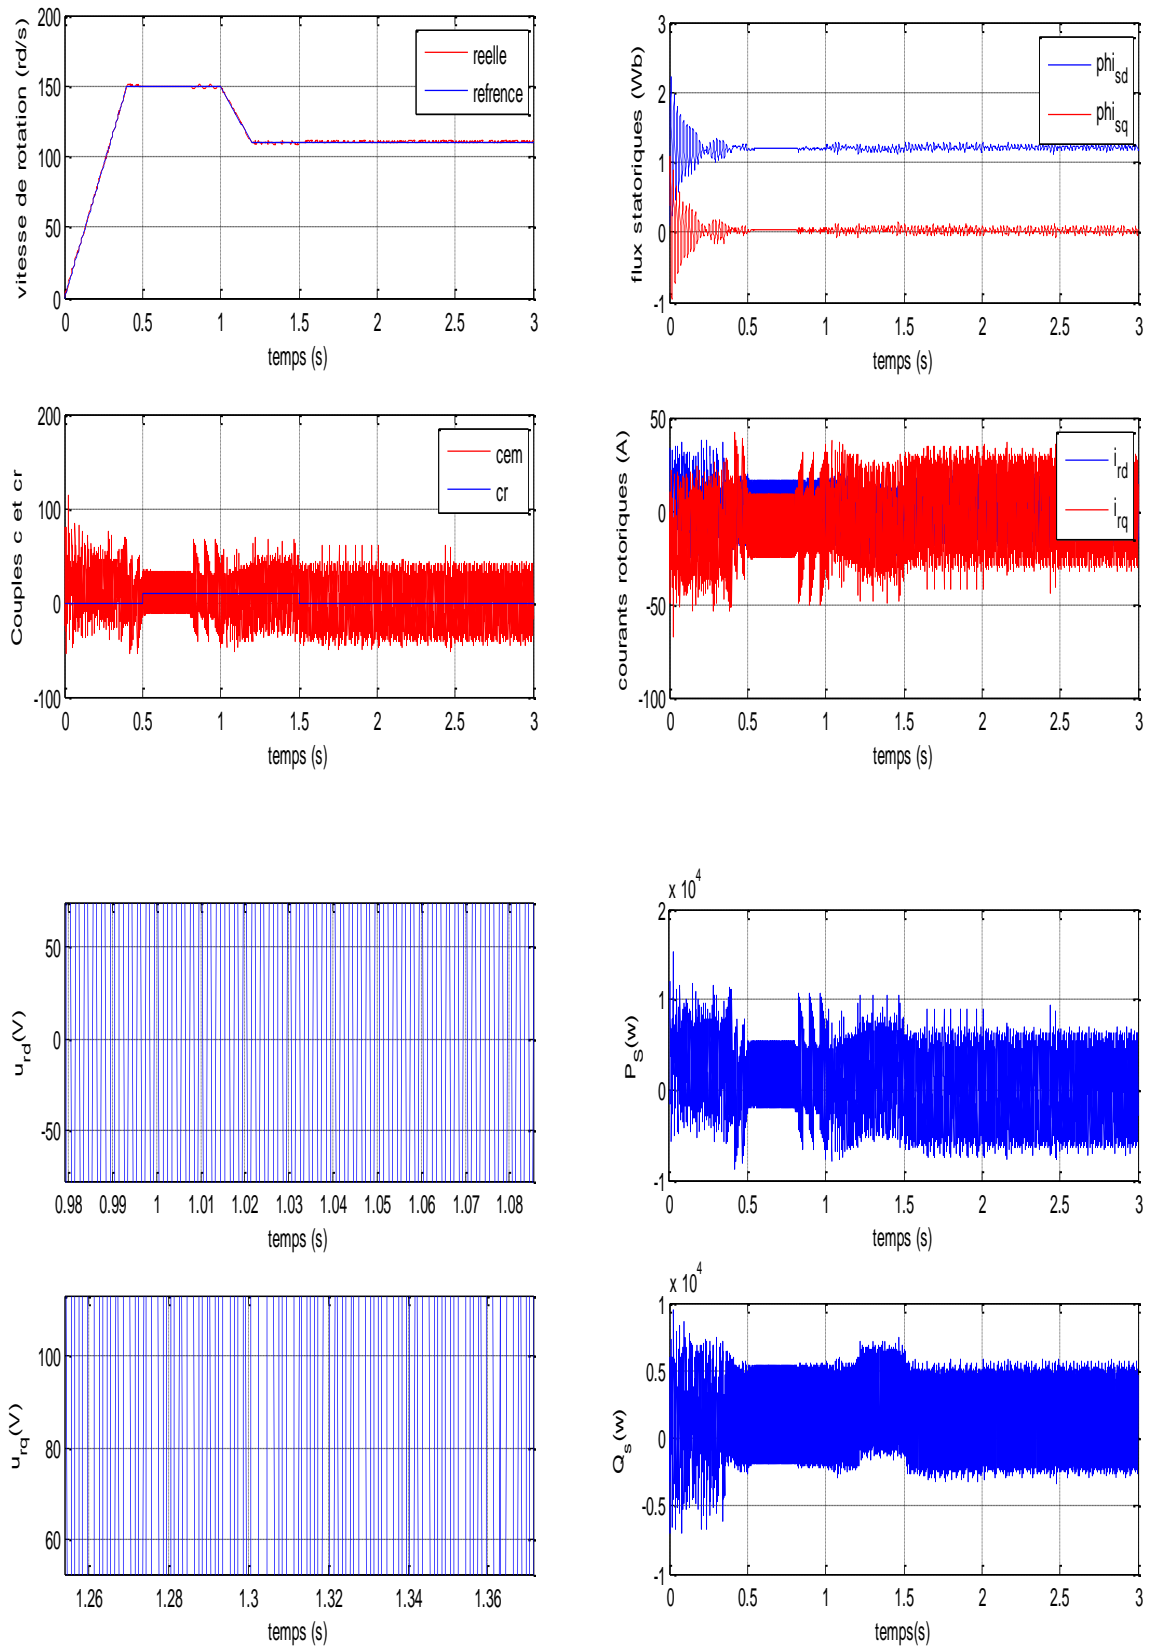 200
150
100
50
0
vitesse de rotation (rd/s)
reelle
refrence
0 0.5 1 1.5 2 2.5 3
temps (s)
3
2
1
0
-1
flux statoriques (Wb)
phi_sd
phi_sq
0 0.5 1 1.5 2 2.5 3
temps (s)
200
100
0
-100
Couples c et cr
cem
cr
0 0.5 1 1.5 2 2.5 3
temps (s)
50
0
-50
-100
courants rotoriques (A)
i_rd
i_rq
0 0.5 1 1.5 2 2.5 3
temps (s)
50
0
-50
u_rd(V)
0.98 0.99 1 1.01 1.02 1.03 1.04 1.05 1.06 1.07 1.08
temps (s)
x 10^4
2
1
0
-1
P_S(w)
0 0.5 1 1.5 2 2.5 3
temps (s)
100
80
60
u_rq(V)
1.26 1.28 1.3 1.32 1.34 1.36
temps (s)
x 10^4
1
0.5
0
-0.5
-1
Q_s(w)
0 0.5 1 1.5 2 2.5 3
temps(s)